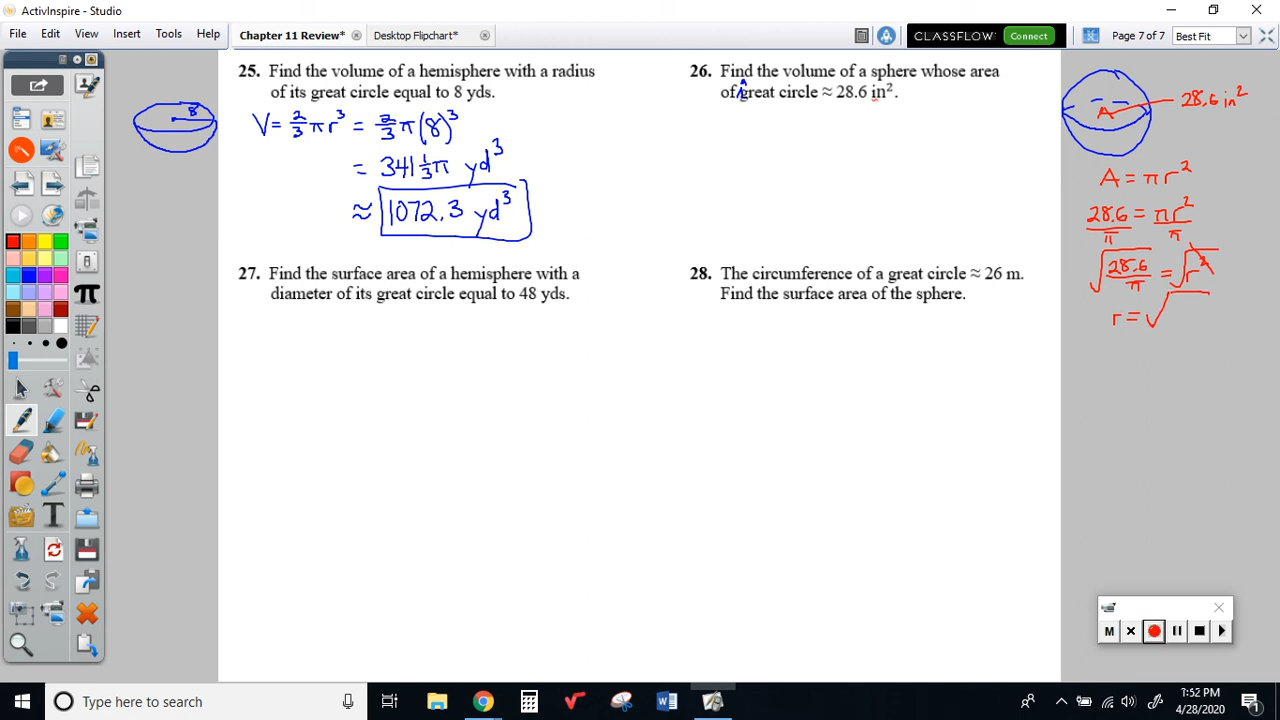 ActivInspire - Studio
File Edit View Insert Tools Help
Chapter 11 Review*
Desktop Flipchart*
CLASSFLOW Connect
Page 7 of 7
Best Fit
25. Find the volume of a hemisphere with a radius
of its great circle equal to 8 yds.
8
V = 2/3 πr³ = 2/3 π(8)³
= 341 1/3 π yd³
≈ 1072.3 yd³
26. Find the volume of a sphere whose area
of ^ great circle ≈ 28.6 in².
A
28.6 in²
A = πr²
28.6/π = πr²/π
√28.6/π = √r²
r = √
27. Find the surface area of a hemisphere with a
diameter of its great circle equal to 48 yds.
28. The circumference of a great circle ≈ 26 m.
Find the surface area of the sphere.
π
T
M
Type here to search
7:52 PM
4/28/2020
1